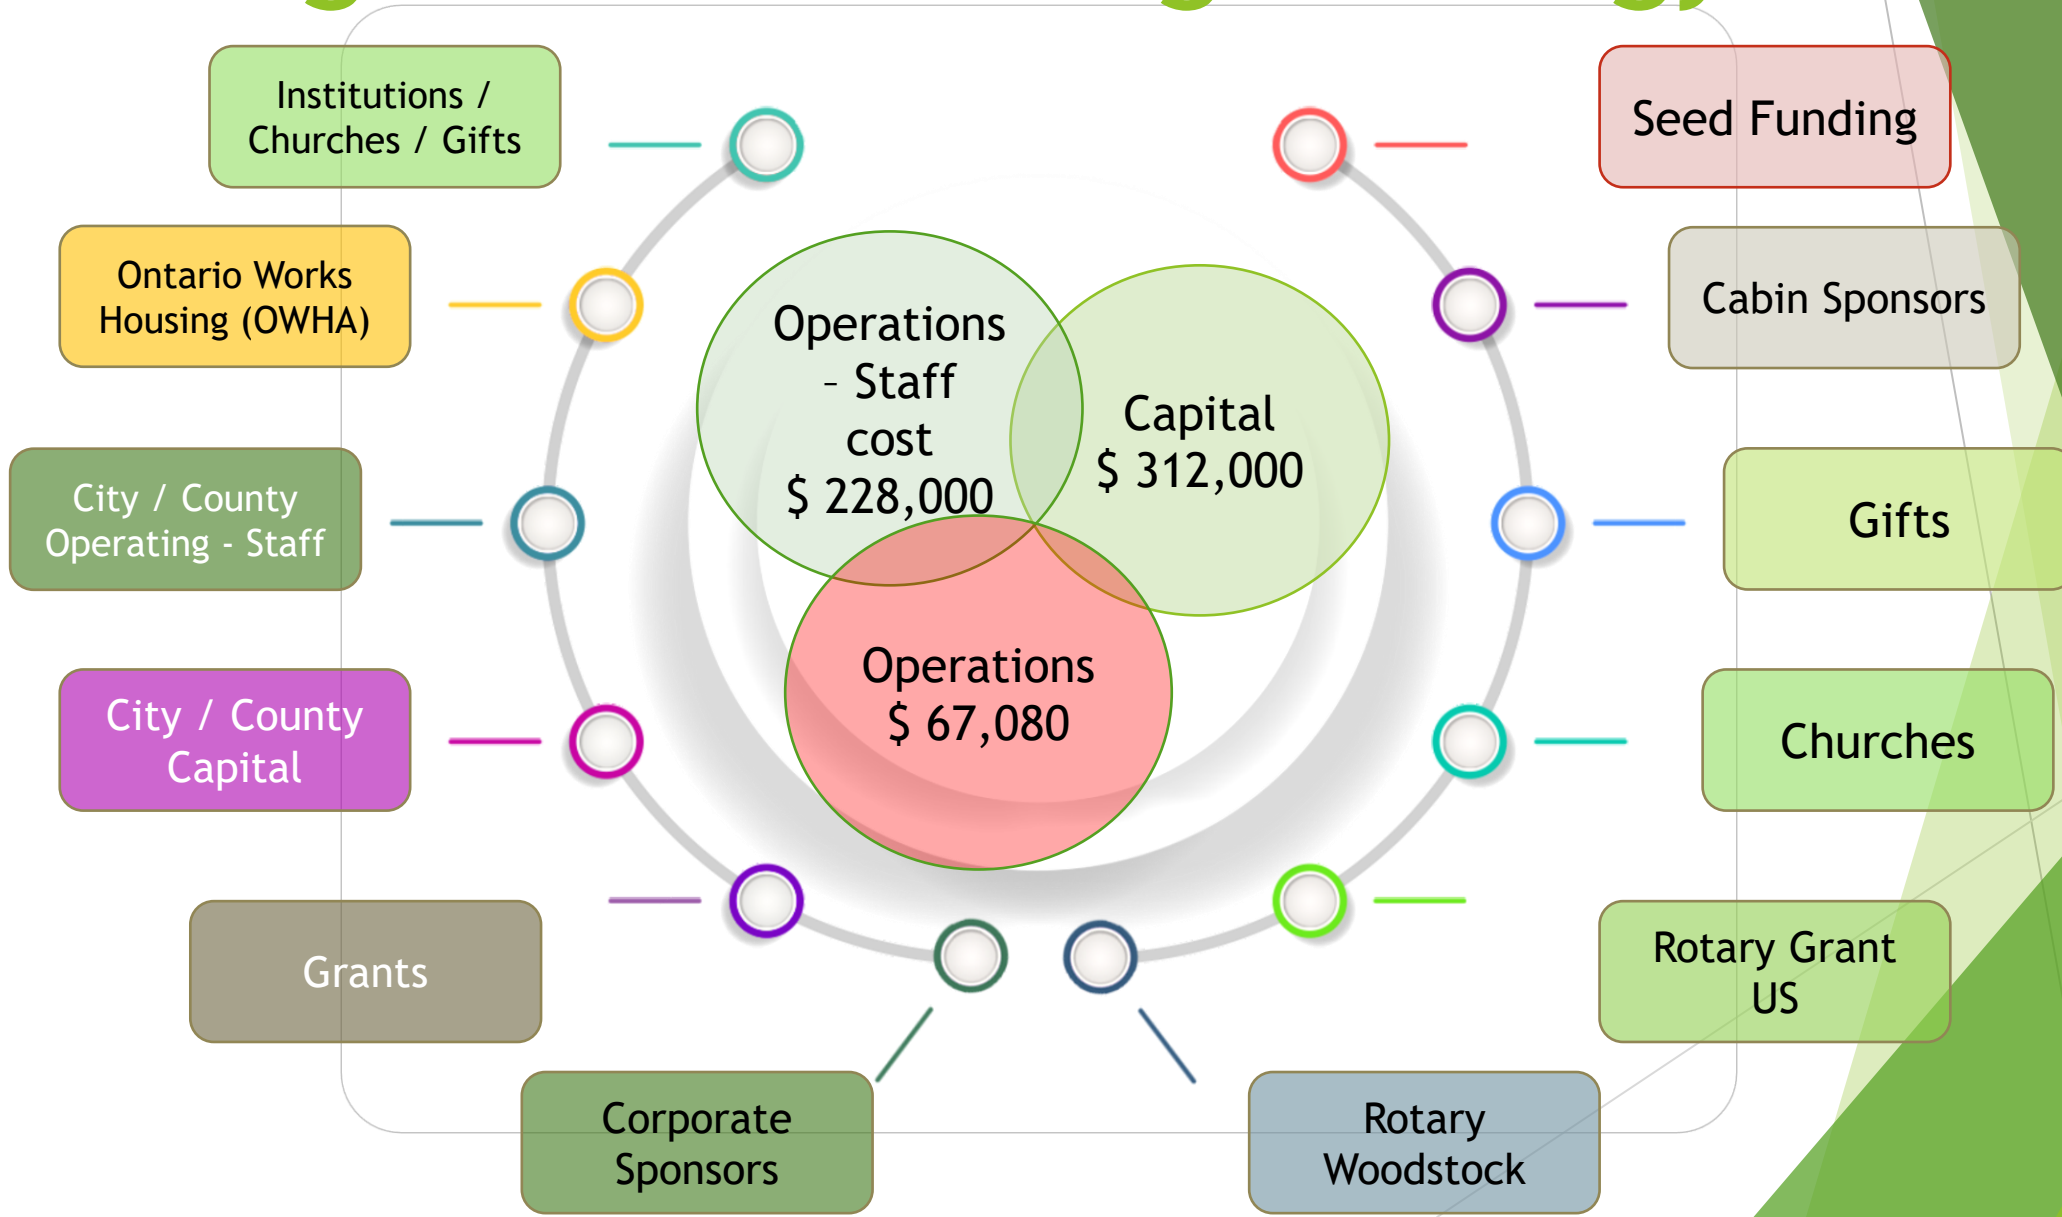 Institutions /
Churches / Gifts
Seed Funding
Ontario Works
Housing (OWHA)
Cabin Sponsors
Operations
– Staff
cost
$ 228,000
Capital
$ 312,000
City / County
Operating - Staff
Gifts
Operations
$ 67,080
City / County
Capital
Churches
Grants
Rotary Grant
US
Corporate
Sponsors
Rotary
Woodstock